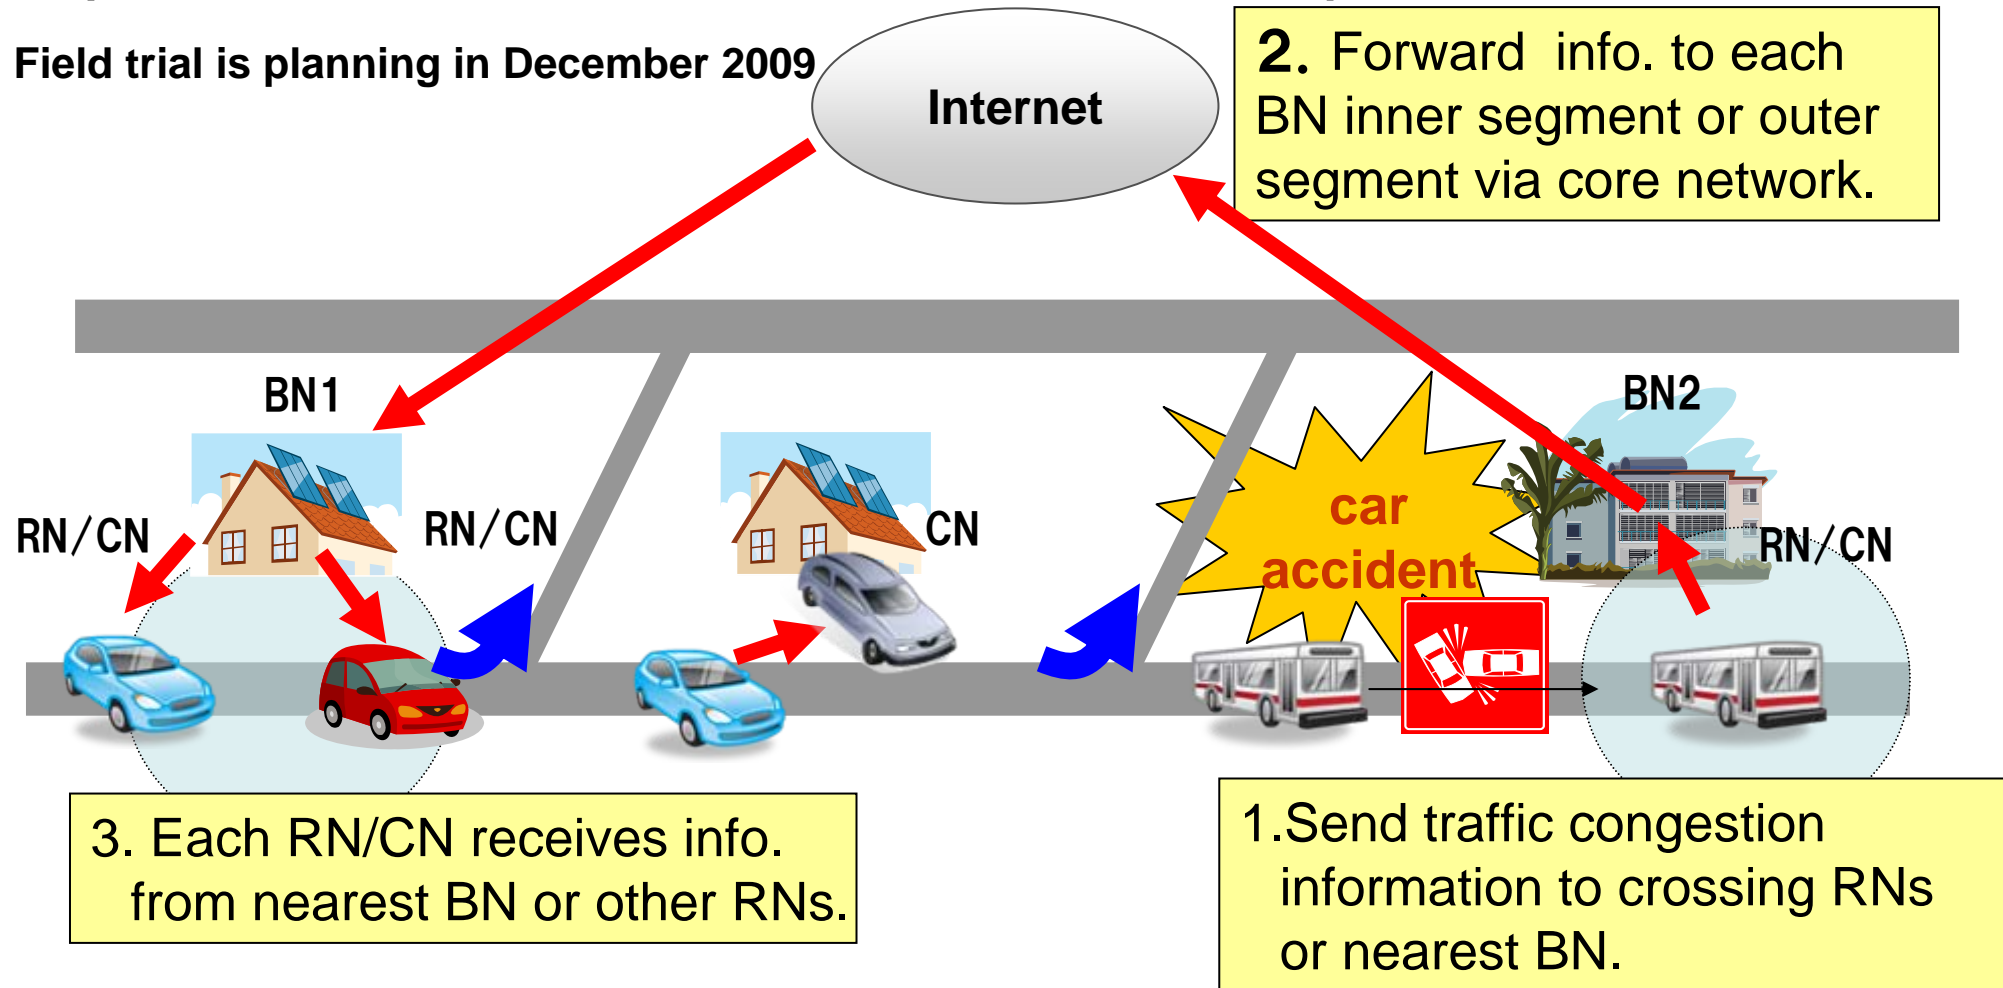 Field trial is planning in December 2009
Internet
2. Forward info. to each
BN inner segment or outer
segment via core network.
BN1
BN2
RN/CN
RN/CN
CN
car
accident
RN/CN
3. Each RN/CN receives info.
from nearest BN or other RNs.
1.Send traffic congestion
information to crossing RNs
or nearest BN.